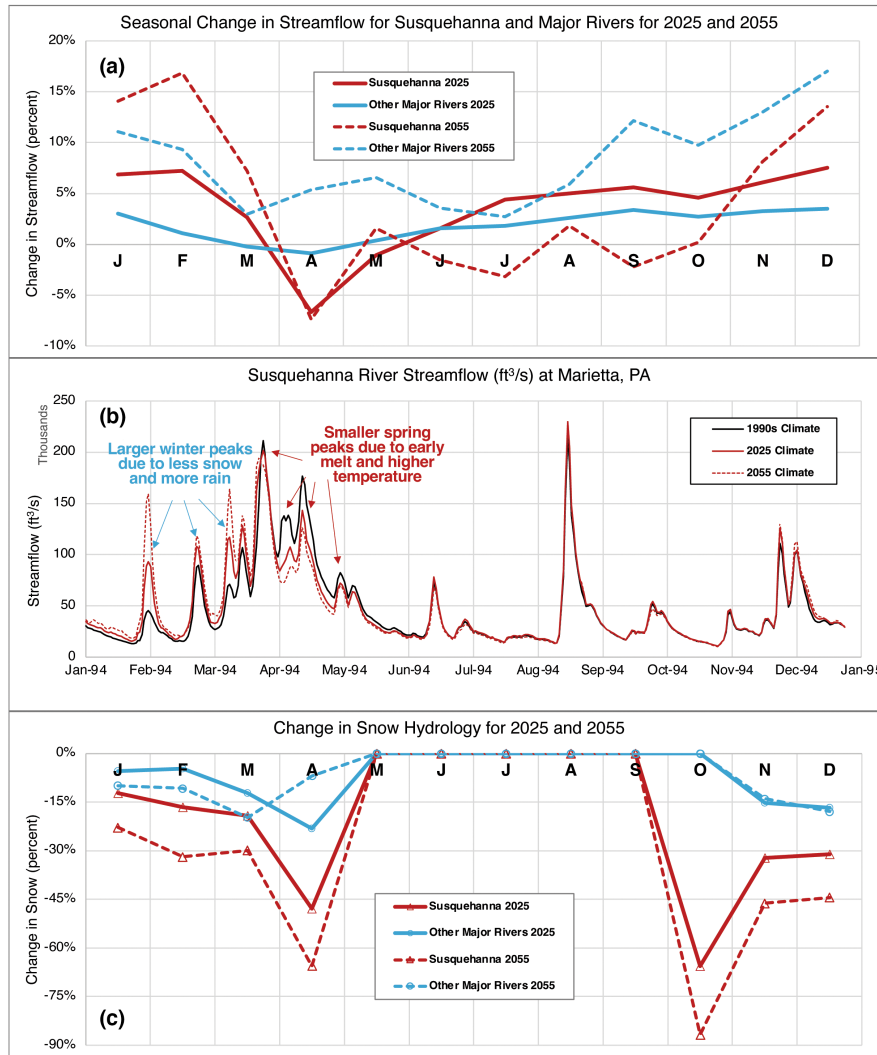 Seasonal Change in Streamflow for Susquehanna and Major Rivers for 2025 and 2055
20%
15%
10%
5%
0%
-5%
-10%
Change in Streamflow (percent)
(a)
Susquehanna 2025
Other Major Rivers 2025
Susquehanna 2055
Other Major Rivers 2055
J F M A M J J A S O N D
Susquehanna River Streamflow (ft³/s) at Marietta, PA
250
200
150
100
50
0
Thousands
Streamflow (ft³/s)
(b)
Larger winter peaks
due to less snow
and more rain
Smaller spring
peaks due to early
melt and higher
temperature
1990s Climate
2025 Climate
2055 Climate
Jan-94 Feb-94 Mar-94 Apr-94 May-94 Jun-94 Jul-94 Aug-94 Sep-94 Oct-94 Nov-94 Dec-94 Jan-95
Change in Snow Hydrology for 2025 and 2055
0%
-15%
-30%
-45%
-60%
-75%
-90%
Change in Snow (percent)
J F M A M J J A S O N D
Susquehanna 2025
Other Major Rivers 2025
Susquehanna 2055
Other Major Rivers 2055
(c)